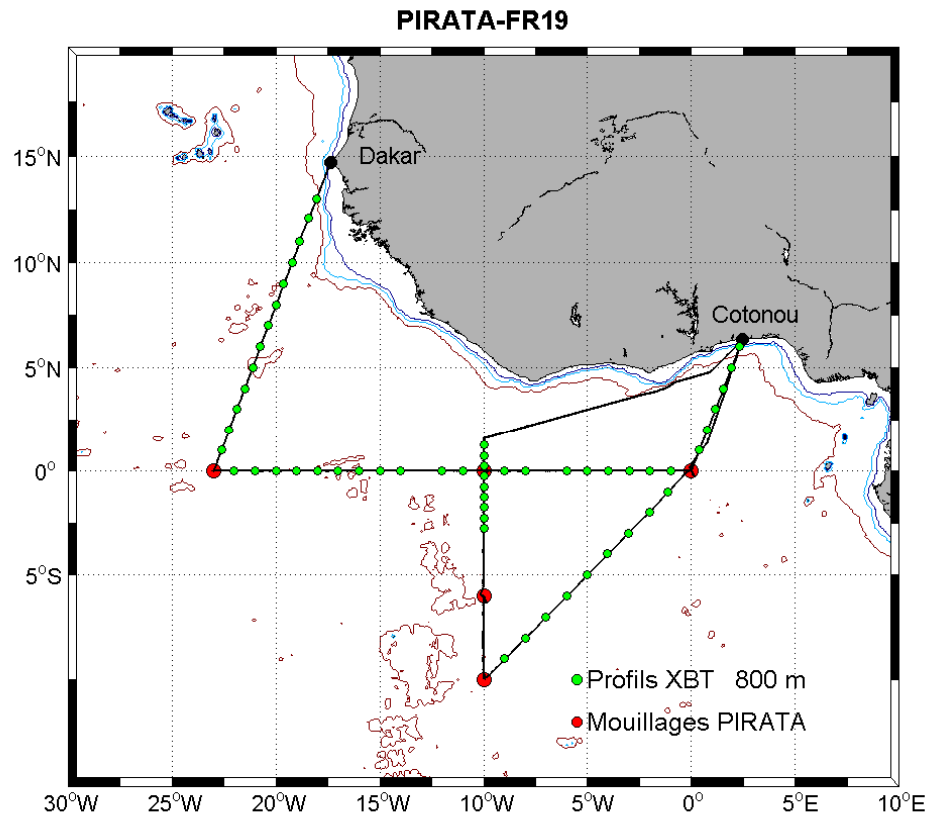 PIRATA-FR19
15°N
Dakar
10°N
Cotonou
5°N
0°
5°S
Profils XBT 800 m
Mouillages PIRATA
30°W 25°W 20°W 15°W 10°W 5°W 0° 5°E 10°E